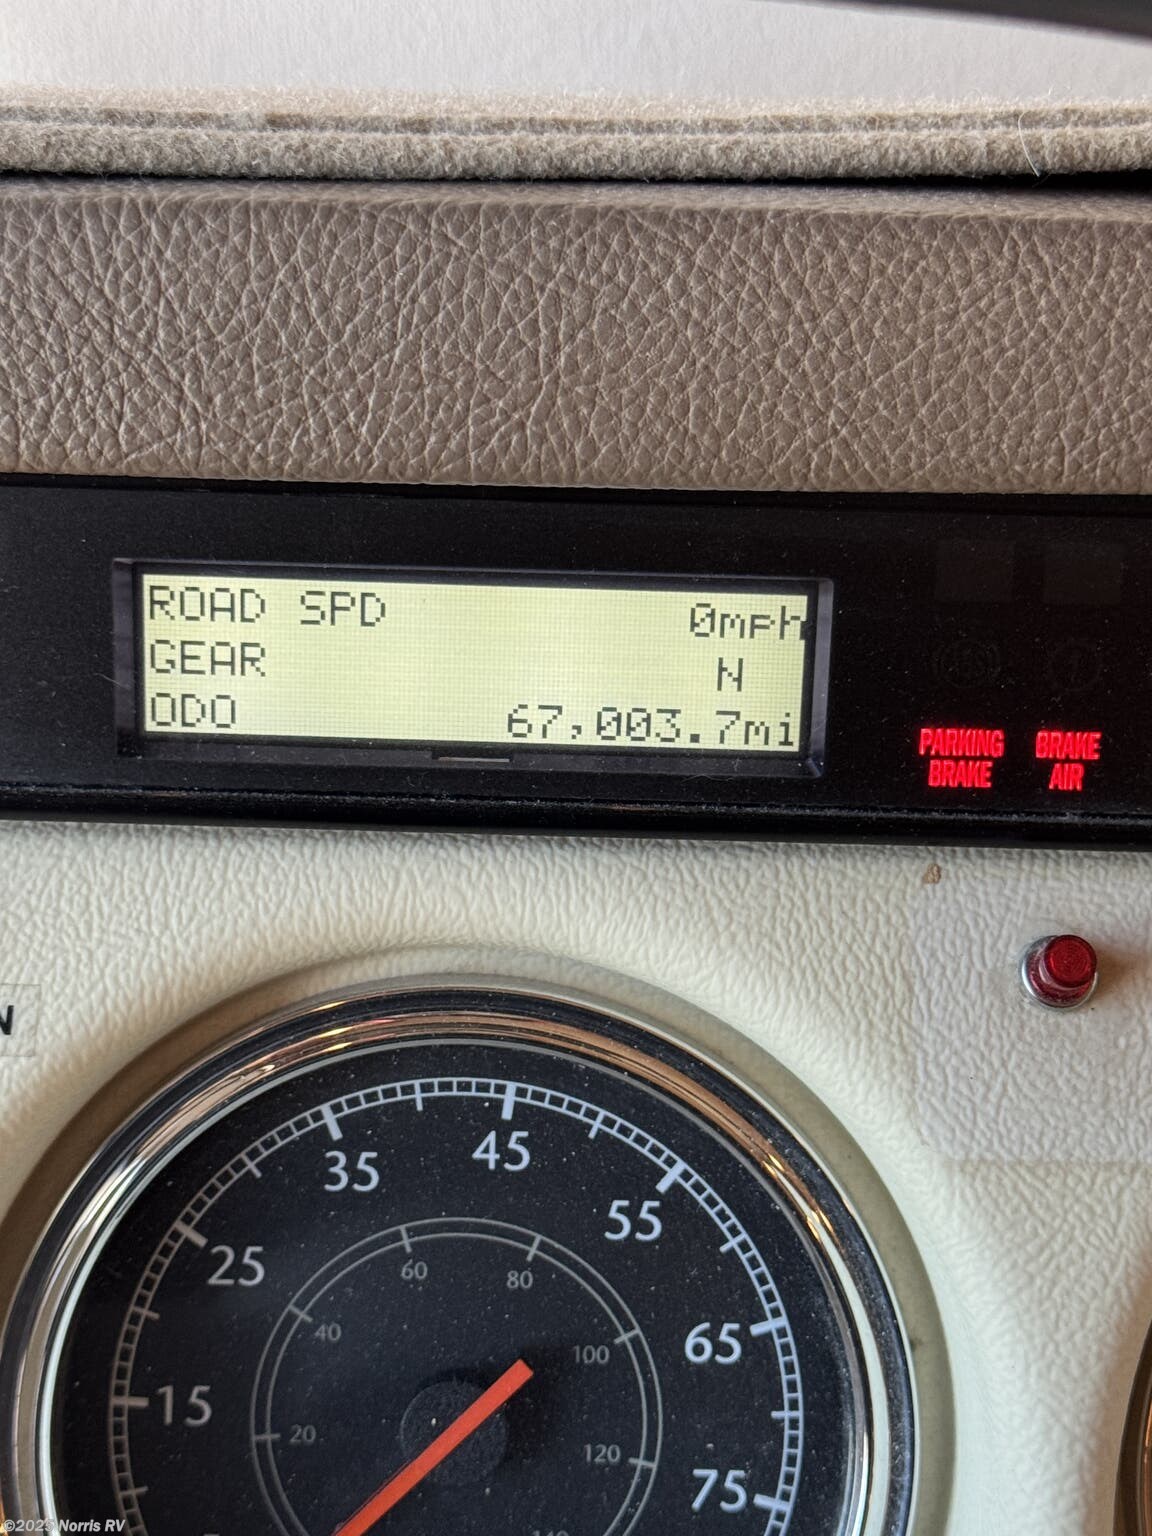 ROAD SPD 0mph
GEAR N
ODO 67,003.7mi
PARKING BRAKE
BRAKE AIR
N
15
25
35
45
55
65
75
20
40
60
80
100
120
©2025 Norris RV